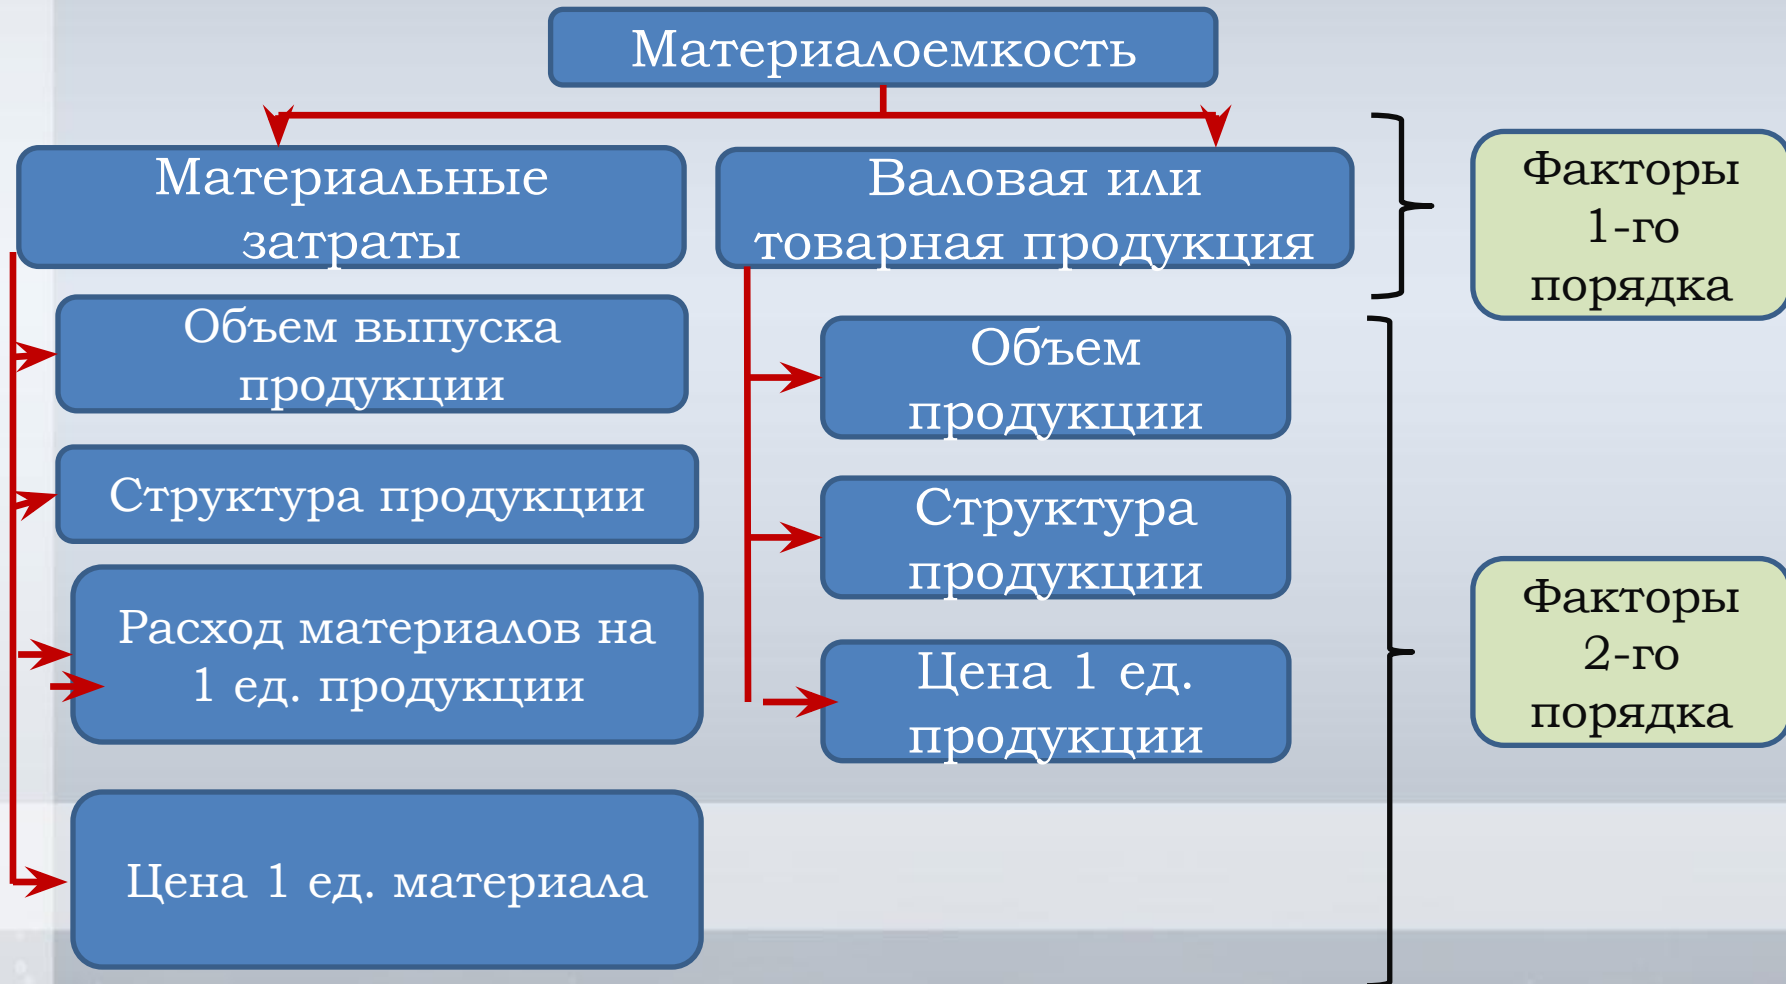 Материалоемкость
Материальные
затраты
Валовая или
товарная продукция
Факторы
1-го
порядка
Объем выпуска
продукции
Структура продукции
Расход материалов на
1 ед. продукции
Цена 1 ед. материала
Объем
продукции
Структура
продукции
Цена 1 ед.
продукции
Факторы
2-го
порядка